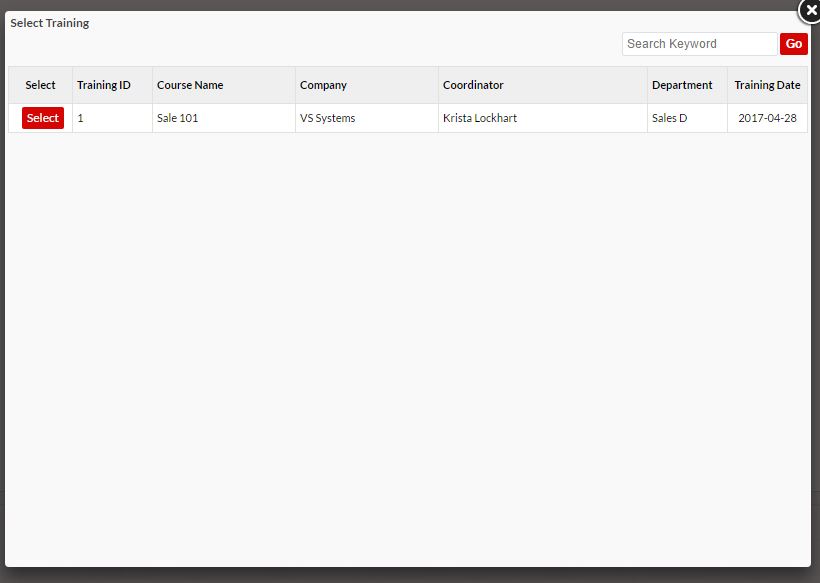 Select Training
Search Keyword Go
Select Training ID Course Name Company Coordinator Department Training Date
Select 1 Sale 101 VS Systems Krista Lockhart Sales D 2017-04-28